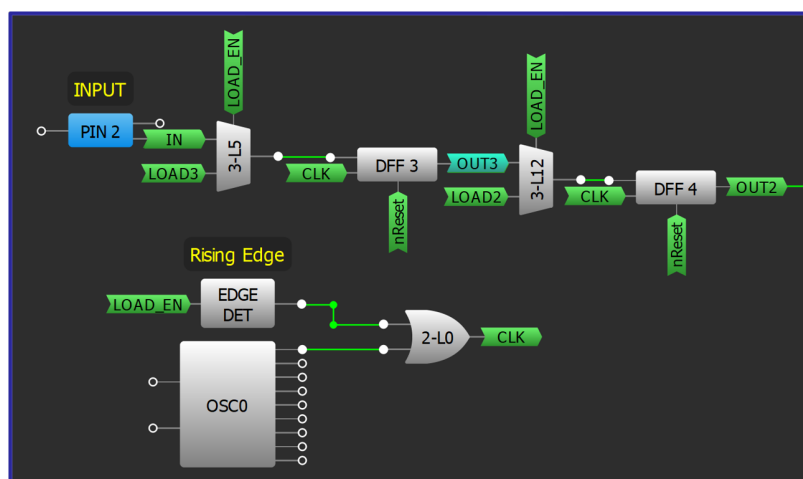 LOAD_EN
INPUT
PIN 2
IN
LOAD3
3-L5
CLK
DFF 3
nReset
OUT3
LOAD2
LOAD_EN
3-L12
CLK
DFF 4
nReset
OUT2
Rising Edge
LOAD_EN
EDGE
DET
2-L0
CLK
OSC0